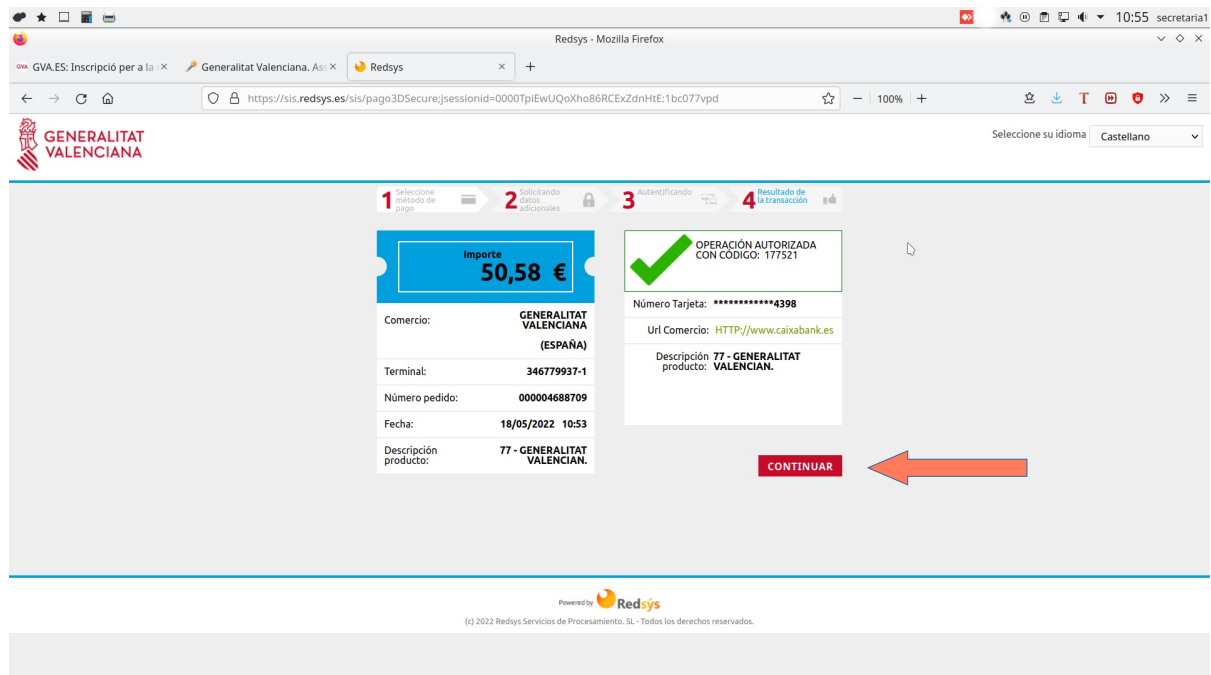 10:55 secretaria1
Redsys - Mozilla Firefox
GVA.ES: Inscripció per a la
Generalitat Valenciana. Ass
Redsys
https://sis.redsys.es/sis/pago3DSecure;jsessionid=0000TpiEwUQoXho86RCExZdnHtE:1bc077vpd
100%
GENERALITAT
VALENCIANA
Seleccione su idioma
Castellano
1 Seleccione
método de
pago
2 Solicitando
datos
adicionales
3 Autentificando
4 Resultado de
la transacción
Importe
50,58 €
Comercio: GENERALITAT
VALENCIANA
(ESPAÑA)
Terminal: 346779937-1
Número pedido: 000004688709
Fecha: 18/05/2022 10:53
Descripción 77 - GENERALITAT
producto: VALENCIAN.
OPERACIÓN AUTORIZADA
CON CÓDIGO: 177521
Número Tarjeta: ************4398
Url Comercio: HTTP://www.caixabank.es
Descripción 77 - GENERALITAT
producto: VALENCIAN.
CONTINUAR
Powered by Redsýs
(c) 2022 Redsys Servicios de Procesamiento. SL - Todos los derechos reservados.